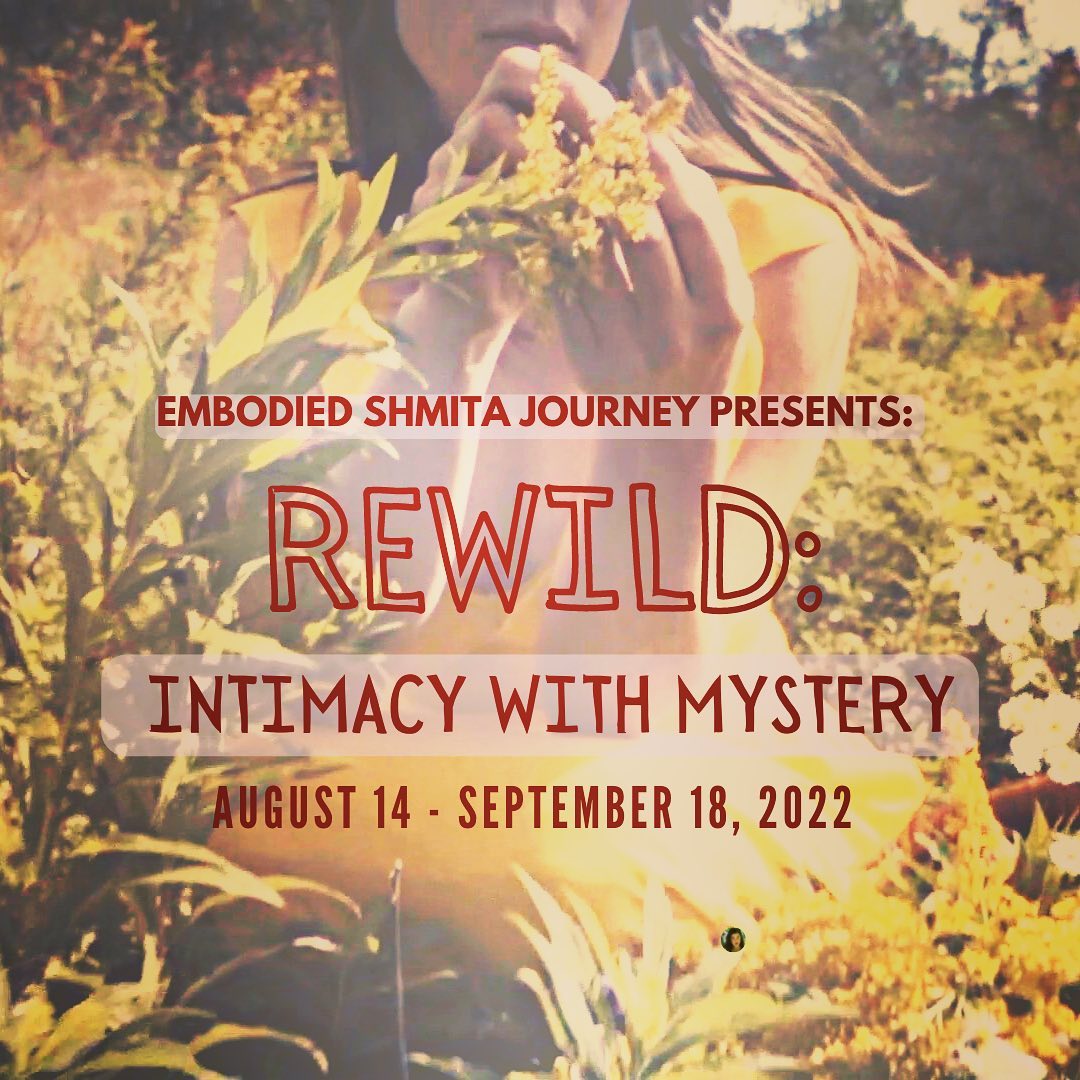 EMBODIED SHMITA JOURNEY PRESENTS:
REWILD:
INTIMACY WITH MYSTERY
AUGUST 14 - SEPTEMBER 18, 2022